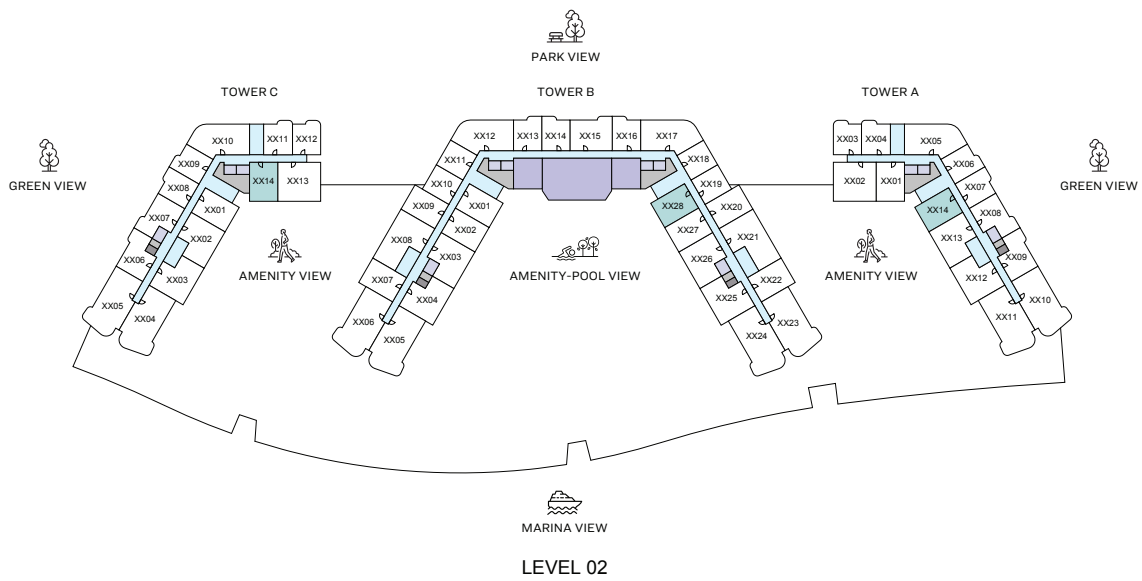 PARK VIEW
TOWER C
TOWER B
TOWER A
GREEN VIEW
GREEN VIEW
XX10
XX11
XX12
XX09
XX08
XX14
XX13
XX07
XX01
XX02
XX06
XX03
XX05
XX04
AMENITY VIEW
XX12
XX13
XX14
XX15
XX16
XX17
XX11
XX18
XX10
XX19
XX09
XX01
XX28
XX20
XX08
XX02
XX27
XX21
XX03
XX26
XX07
XX04
XX25
XX22
XX06
XX05
XX24
XX23
AMENITY-POOL VIEW
XX03
XX04
XX05
XX06
XX02
XX01
XX07
XX14
XX08
XX13
XX09
XX12
XX10
XX11
AMENITY VIEW
MARINA VIEW
LEVEL 02